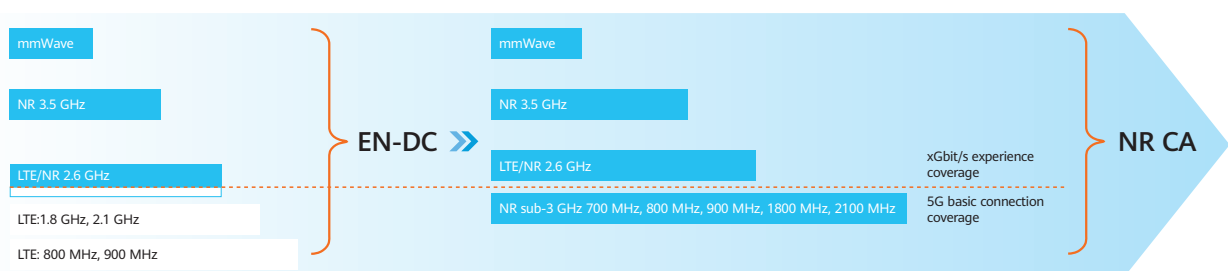 mmWave
NR 3.5 GHz
LTE/NR 2.6 GHz
LTE:1.8 GHz, 2.1 GHz
LTE: 800 MHz, 900 MHz
EN-DC
mmWave
NR 3.5 GHz
LTE/NR 2.6 GHz
NR sub-3 GHz 700 MHz, 800 MHz, 900 MHz, 1800 MHz, 2100 MHz
xGbit/s experience
coverage
5G basic connection
coverage
NR CA